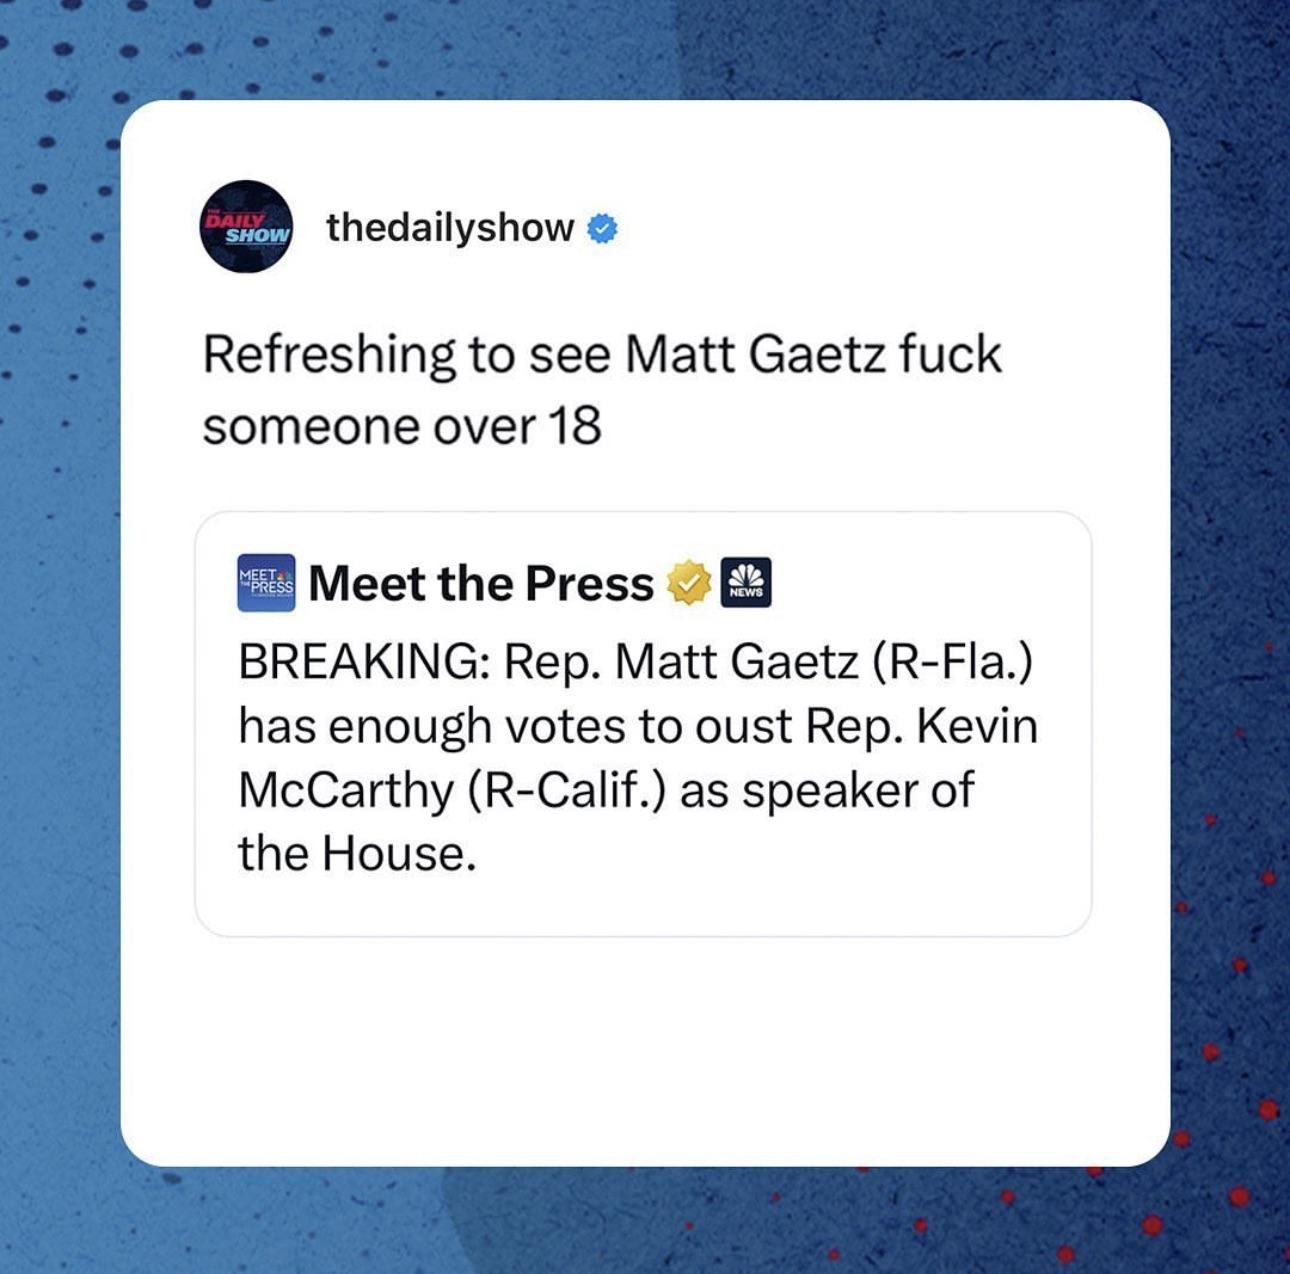 THE
DAILY
SHOW
thedailyshow
Refreshing to see Matt Gaetz fuck
someone over 18
MEET
THE PRESS
Meet the Press
NEWS
BREAKING: Rep. Matt Gaetz (R-Fla.)
has enough votes to oust Rep. Kevin
McCarthy (R-Calif.) as speaker of
the House.